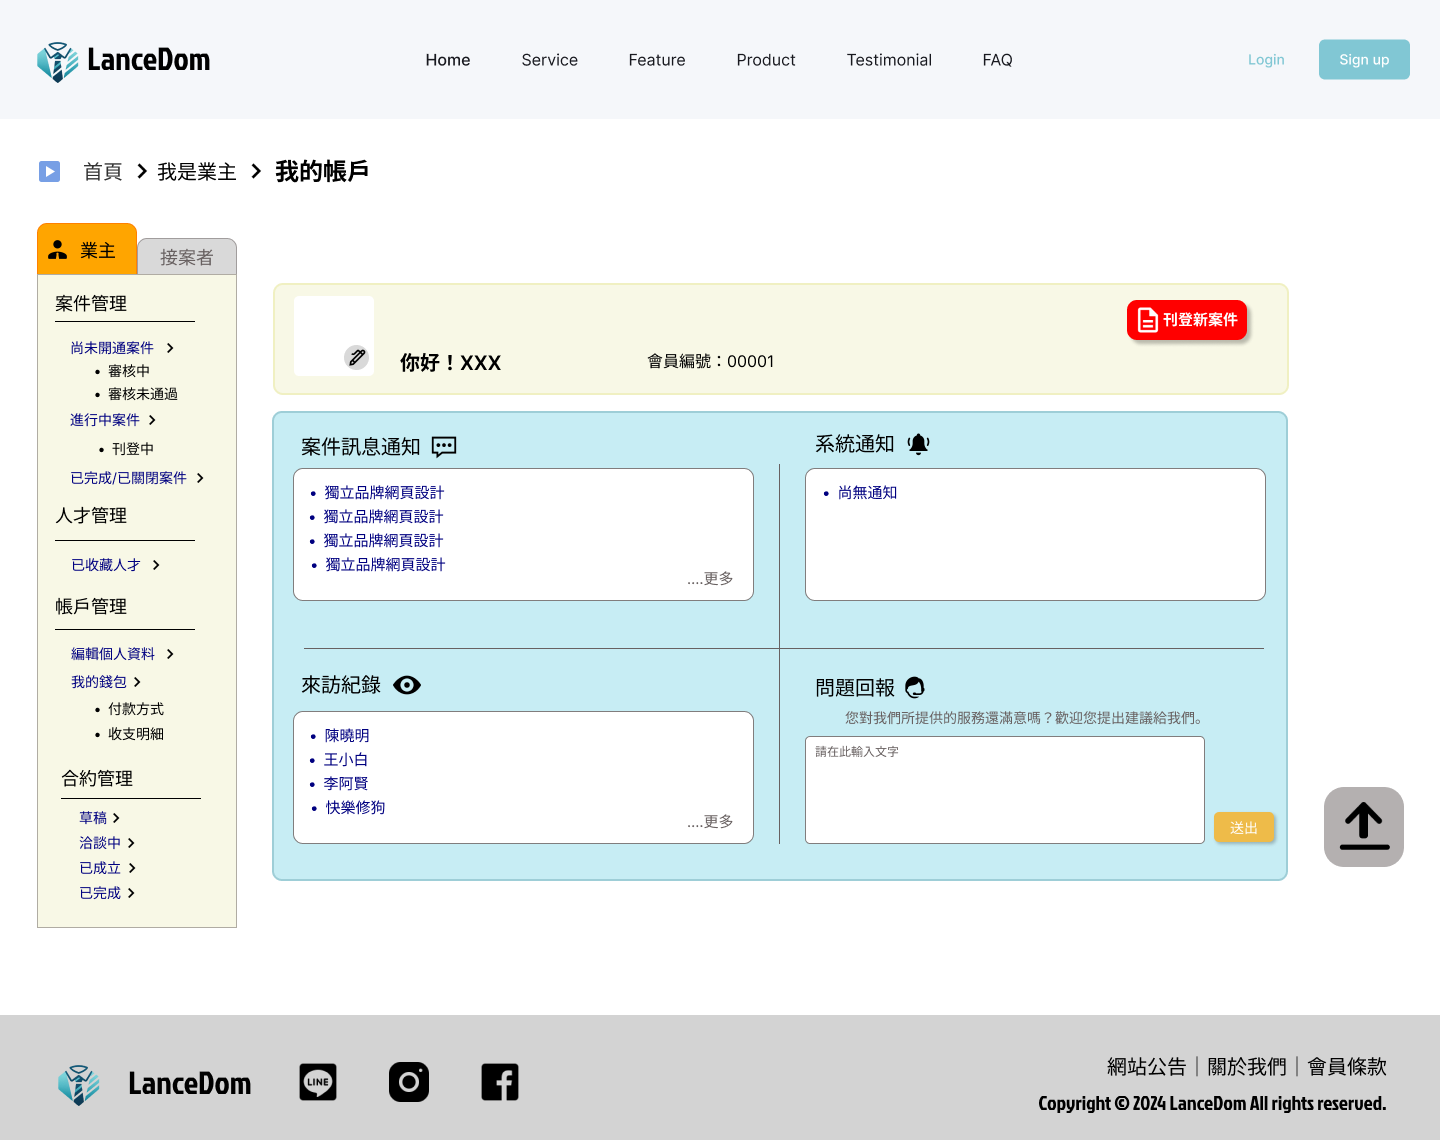 LanceDom
Home
Service
Feature
Product
Testimonial
FAQ
Login
Sign up
首頁
我是業主
我的帳戶
業主
接案者
案件管理
尚未開通案件
• 審核中
• 審核未通過
進行中案件
• 刊登中
已完成/已關閉案件
人才管理
已收藏人才
帳戶管理
編輯個人資料
我的錢包
• 付款方式
• 收支明細
合約管理
草稿
洽談中
已成立
已完成
你好！XXX
會員編號：00001
刊登新案件
案件訊息通知
• 獨立品牌網頁設計
• 獨立品牌網頁設計
• 獨立品牌網頁設計
• 獨立品牌網頁設計
....更多
系統通知
• 尚無通知
來訪紀錄
• 陳曉明
• 王小白
• 李阿賢
• 快樂修狗
....更多
問題回報
您對我們所提供的服務還滿意嗎？歡迎您提出建議給我們。
請在此輸入文字
送出
LanceDom
LINE
網站公告｜關於我們｜會員條款
Copyright © 2024 LanceDom All rights reserved.